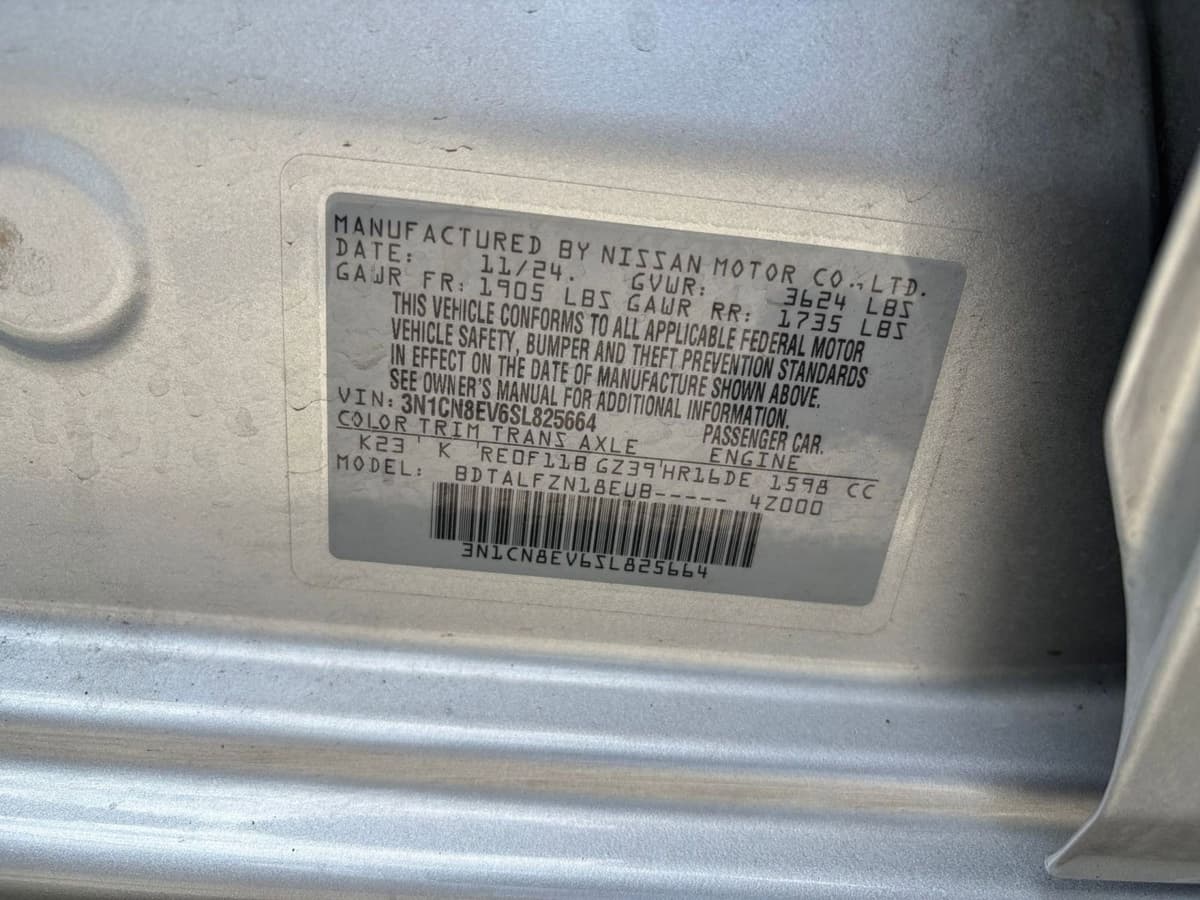 MANUFACTURED BY NISSAN MOTOR CO., LTD.
DATE: 11/24. GVWR: 3624 LBS
GAWR FR: 1905 LBS GAWR RR: 1735 LBS
THIS VEHICLE CONFORMS TO ALL APPLICABLE FEDERAL MOTOR
VEHICLE SAFETY, BUMPER AND THEFT PREVENTION STANDARDS
IN EFFECT ON THE DATE OF MANUFACTURE SHOWN ABOVE.
SEE OWNER'S MANUAL FOR ADDITIONAL INFORMATION.
VIN: 3N1CN8EV6SL825664 PASSENGER CAR.
COLOR TRIM TRANS AXLE ENGINE
K23 ' K ' RE0F11B GZ39'HR16DE 1598 CC
MODEL: BDTALFZN18EUB----- 4Z000
3N1CN8EV6SL825664